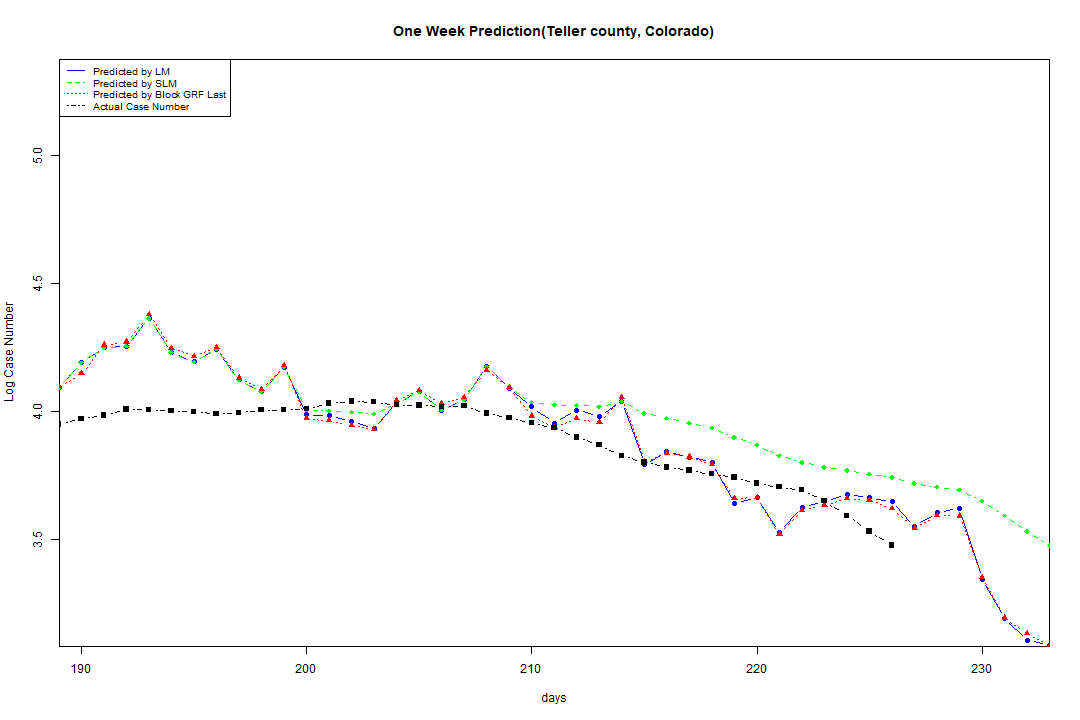 One Week Prediction(Teller county, Colorado)
Predicted by LM
Predicted by SLM
Predicted by Block GRF Last
Actual Case Number
Log Case Number
5.0
4.5
4.0
3.5
190 200 210 220 230
days